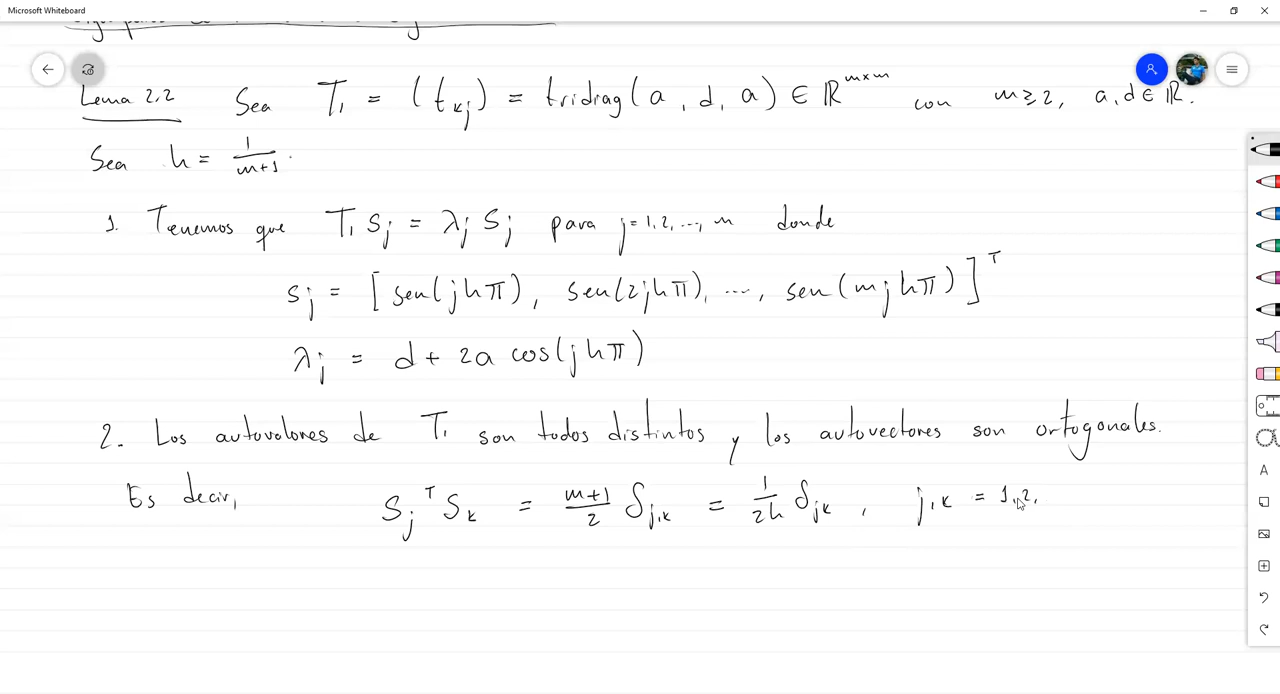 Microsoft Whiteboard
Lema 2.2 Sea T₁ = (t_kj) = tridiag(a, d, a) ∈ ℝ^{m×m} con m ≥ 2, a, d ∈ ℝ.
Sea h = 1/(m+1).
1. Tenemos que T₁ s_j = λ_j s_j para j = 1, 2, ..., m donde
s_j = [sen(jhπ), sen(2jhπ), ..., sen(mjhπ)]^T
λ_j = d + 2a cos(jhπ)
2. Los autovalores de T₁ son todos distintos y los autovectores son ortogonales.
Es decir, s_j^T s_k = (m+1)/2 δ_{j,k} = 1/(2h) δ_{jk}, j,k = 1, 2,
A